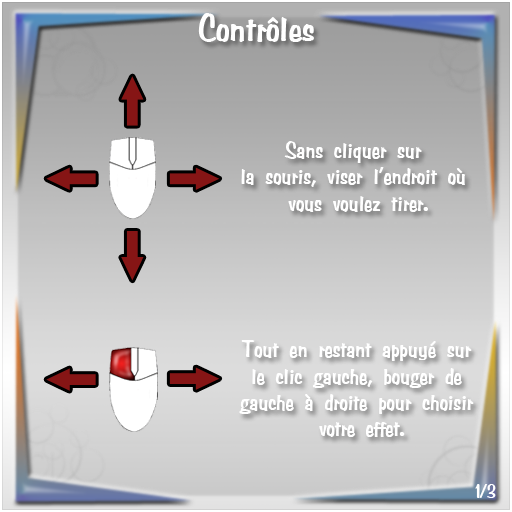 Contrôles
Sans cliquer sur
la souris, viser l'endroit où
vous voulez tirer.
Tout en restant appuyé sur
le clic gauche, bouger de
gauche à droite pour choisir
votre effet.
1/3